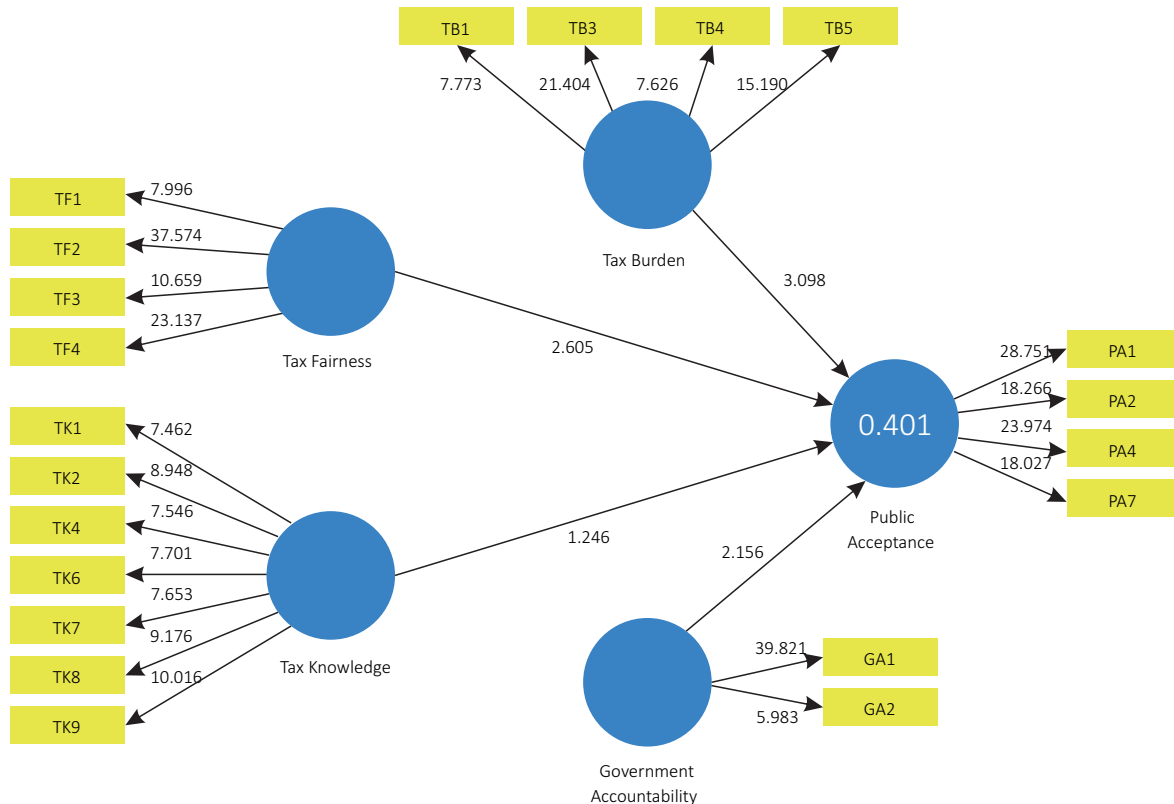 TB1
TB3
TB4
TB5
7.773
21.404
7.626
15.190
Tax Burden
TF1
TF2
TF3
TF4
7.996
37.574
10.659
23.137
Tax Fairness
3.098
2.605
TK1
TK2
TK4
TK6
TK7
TK8
TK9
7.462
8.948
7.546
7.701
7.653
9.176
10.016
Tax Knowledge
1.246
0.401
Public
Acceptance
28.751
18.266
23.974
18.027
PA1
PA2
PA4
PA7
2.156
39.821
5.983
GA1
GA2
Government
Accountability